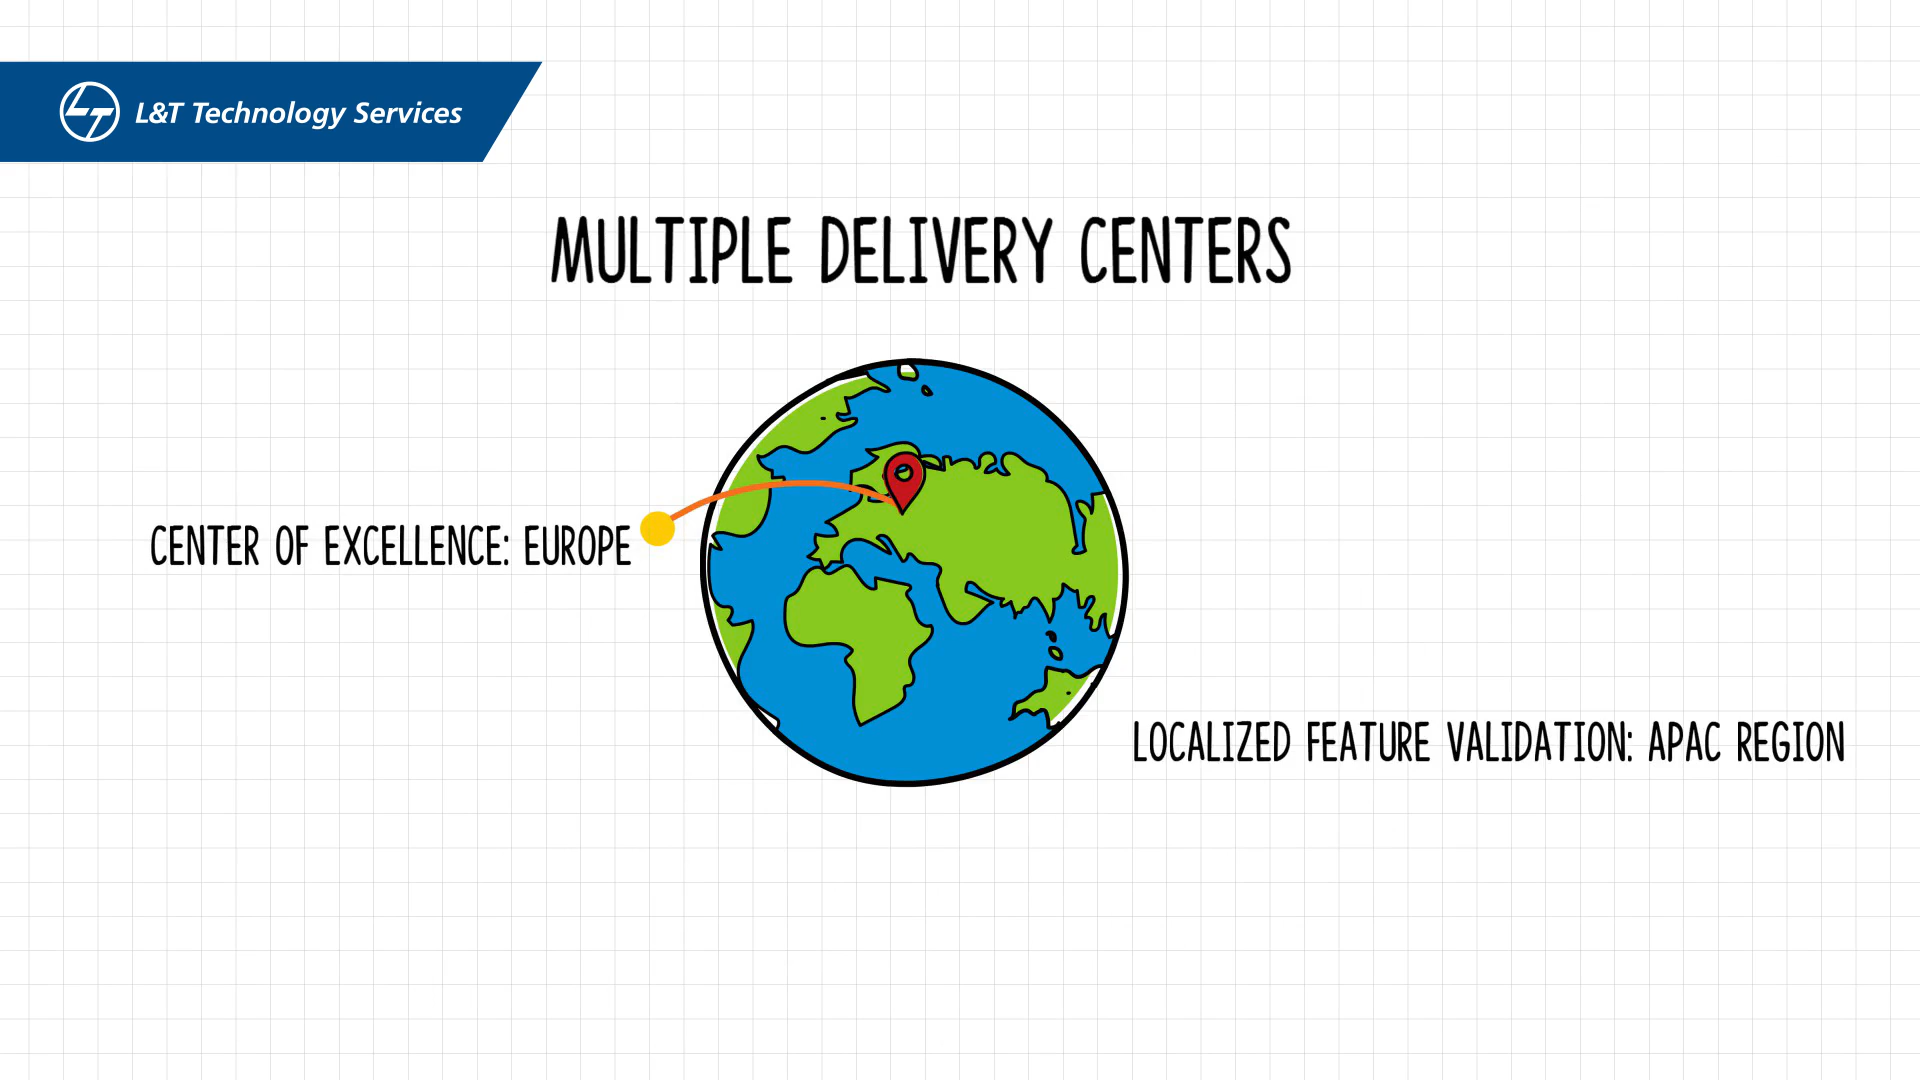 L&T Technology Services
MULTIPLE DELIVERY CENTERS
CENTER OF EXCELLENCE: EUROPE
LOCALIZED FEATURE VALIDATION: APAC REGION